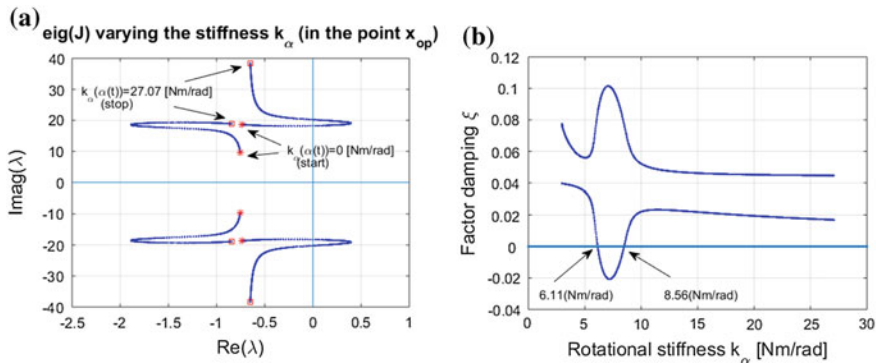 (a)
eig(J) varying the stiffness k_α (in the point x_op)
40
30
20
10
0
-10
-20
-30
-40
Imag(λ)
k_α(α(t))=27.07 [Nm/rad]
(stop)
k_α(α(t))=0 [Nm/rad]
(start)
-2.5 -2 -1.5 -1 -0.5 0 0.5 1
Re(λ)
(b)
0.12
0.1
0.08
0.06
0.04
0.02
0
-0.02
-0.04
Factor damping ξ
6.11(Nm/rad)
8.56(Nm/rad)
0 5 10 15 20 25 30
Rotational stiffness k_α [Nm/rad]